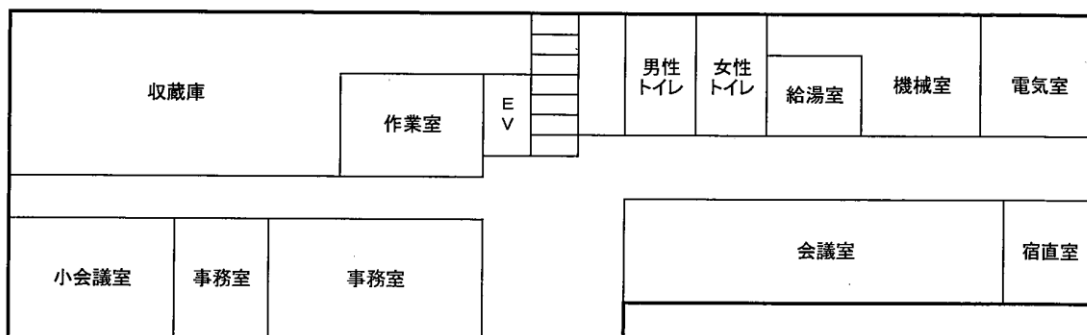 収蔵庫
作業室
EV
男性
トイレ
女性
トイレ
給湯室
機械室
電気室
小会議室
事務室
事務室
会議室
宿直室